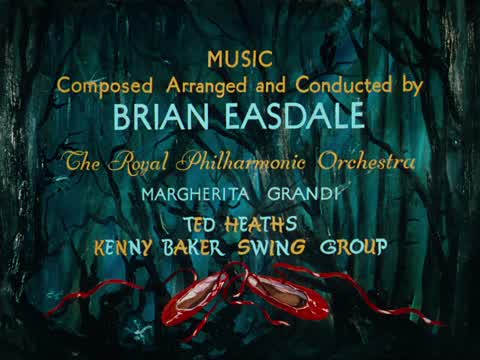 MUSIC
Composed Arranged and Conducted by
BRIAN EASDALE
The Royal Philharmonic Orchestra
MARGHERITA GRANDI
TED HEATHS
KENNY BAKER SWING GROUP